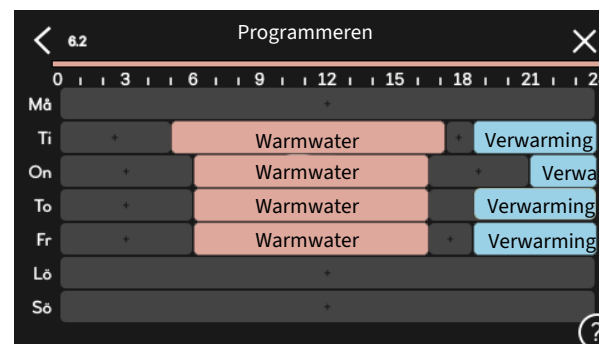 6.2 Programmeren
0 3 6 9 12 15 18 21 2
Må
Ti Warmwater Verwarming
On Warmwater Verwa
To Warmwater Verwarming
Fr Warmwater Verwarming
Lö
Sö
?